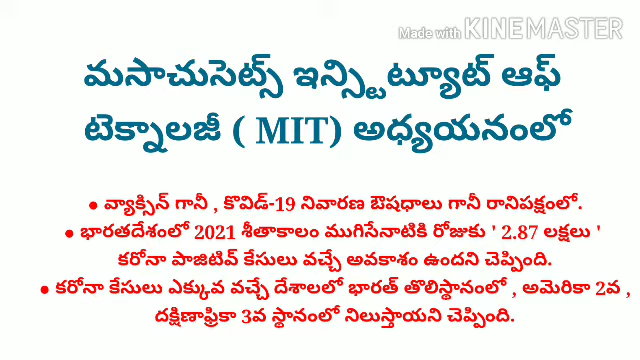 Made with KINEMASTER
మసాచుసెట్స్ ఇన్స్టిట్యూట్ ఆఫ్
టెక్నాలజీ ( MIT) అధ్యయనంలో
• వ్యాక్సిన్ గానీ , కొవిడ్-19 నివారణ ఔషధాలు గానీ రానిపక్షంలో.
• భారతదేశంలో 2021 శీతాకాలం ముగిసేనాటికి రోజుకు ' 2.87 లక్షలు '
కరోనా పాజిటివ్ కేసులు వచ్చే అవకాశం ఉందని చెప్పింది.
• కరోనా కేసులు ఎక్కువ వచ్చే దేశాలలో భారత్ తొలిస్థానంలో , అమెరికా 2వ ,
దక్షిణాఫ్రికా 3వ స్థానంలో నిలుస్తాయని చెప్పింది.